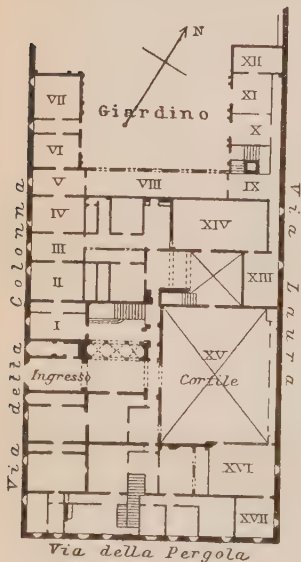 N
XII
VII
XI
Giardino
X
VI
V
VIII
IX
IV
XIV
III
XIII
II
I
XV
Ingresso
Cortile
XVI
XVII
Via della Colonna
Via Laura
Via della Pergola